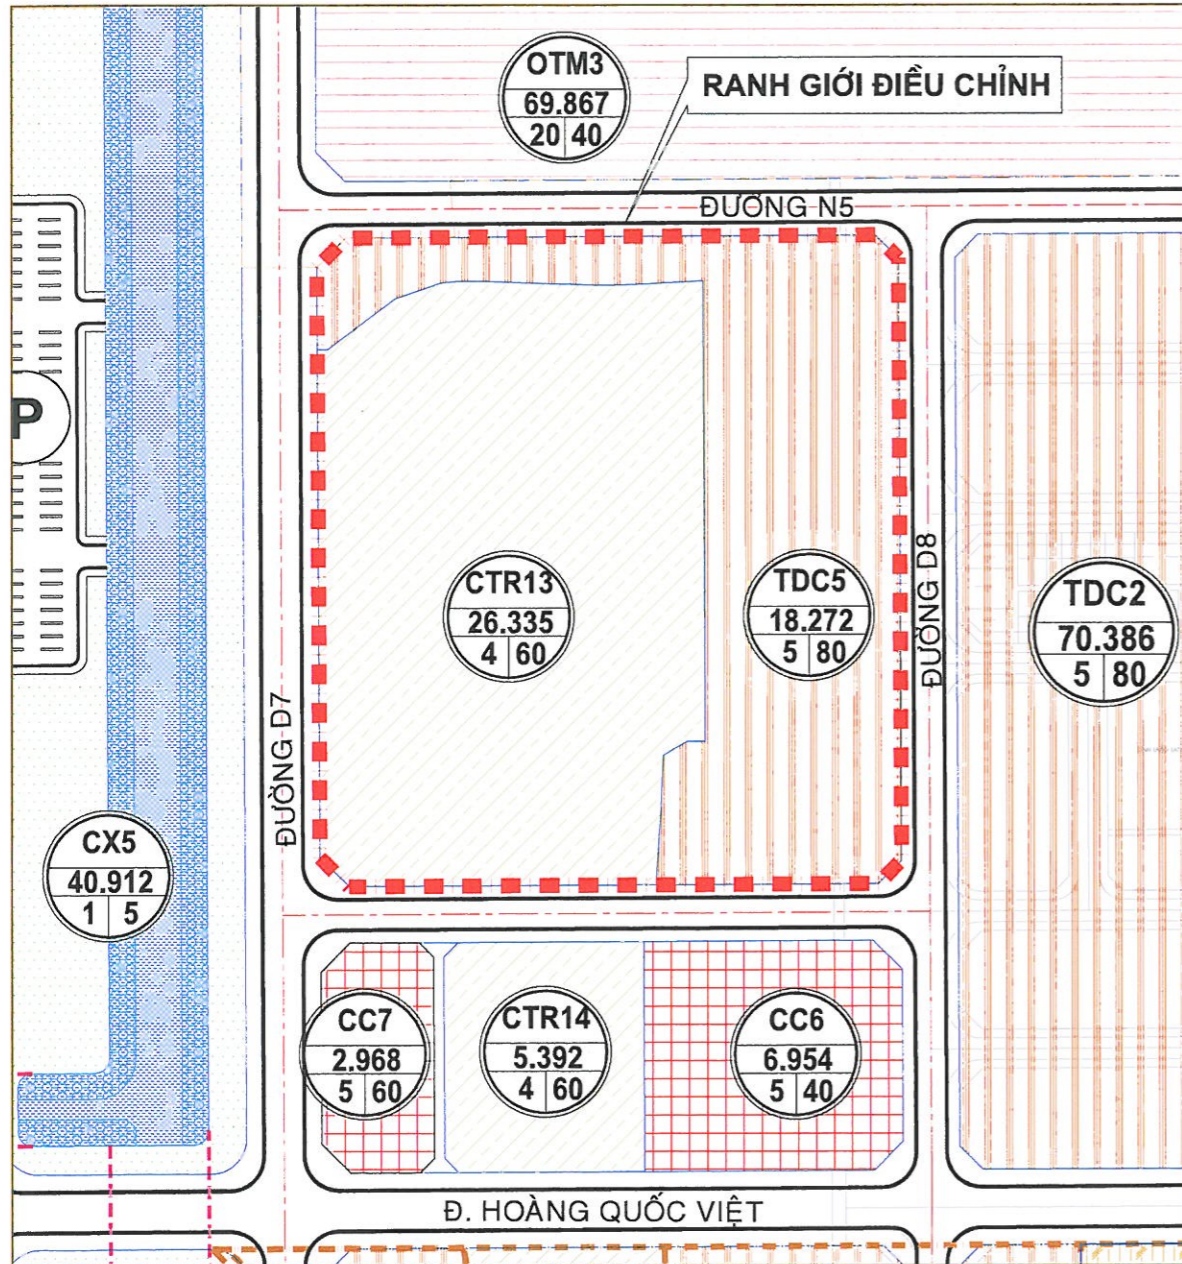 OTM3
69.867
20 40
RANH GIỚI ĐIỀU CHỈNH
ĐƯỜNG N5
P
CTR13
26.335
4 60
TDC5
18.272
5 80
ĐƯỜNG D8
TDC2
70.386
5 80
ĐƯỜNG D7
CX5
40.912
1 5
CC7
2.968
5 60
CTR14
5.392
4 60
CC6
6.954
5 40
Đ. HOÀNG QUỐC VIỆT